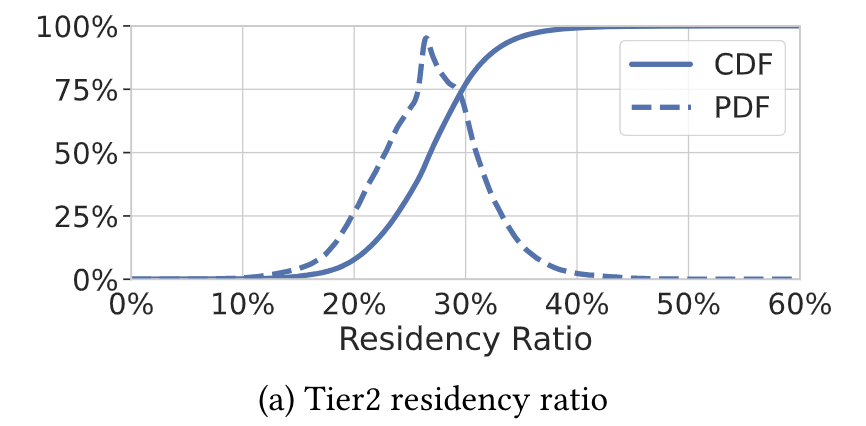 100%
75%
50%
25%
0%
CDF
PDF
0% 10% 20% 30% 40% 50% 60%
Residency Ratio
(a) Tier2 residency ratio